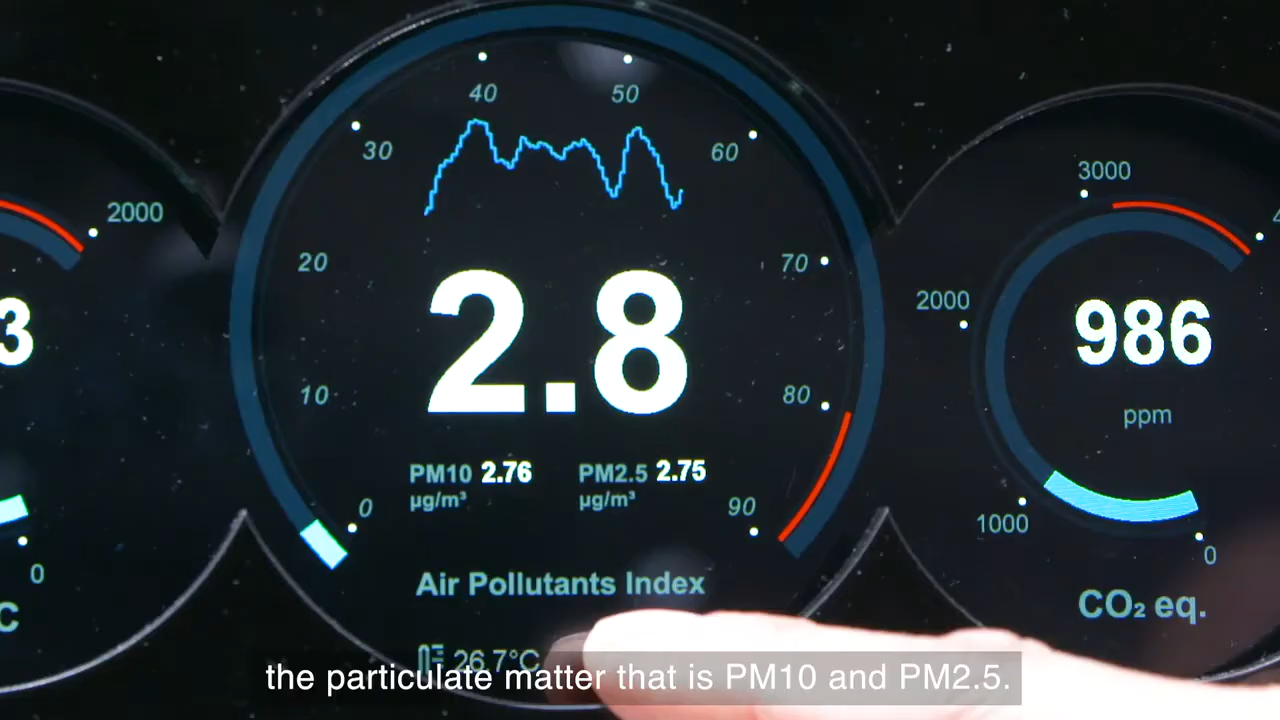 40
50
30
60
3000
2000
20
70
2000
2.8
3
986
10
80
ppm
PM10 2.76
PM2.5 2.75
µg/m³
µg/m³
0
90
1000
0
0
Air Pollutants Index
CO₂ eq.
C
26.7°C
the particulate matter that is PM10 and PM2.5.